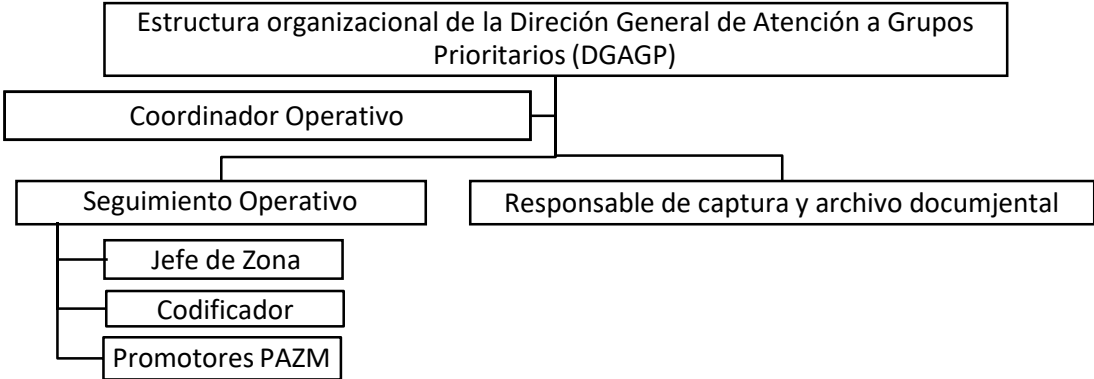 Estructura organizacional de la Direción General de Atención a Grupos
Prioritarios (DGAGP)
Coordinador Operativo
Seguimiento Operativo
Responsable de captura y archivo documjental
Jefe de Zona
Codificador
Promotores PAZM